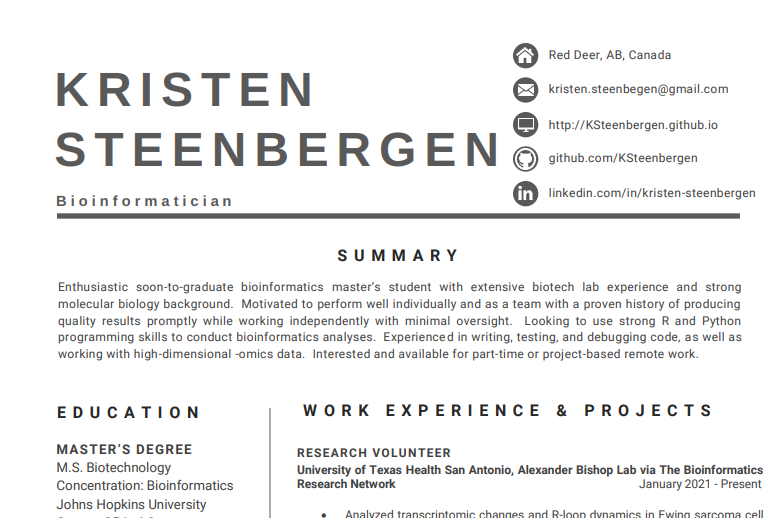 KRISTEN
STEENBERGEN
Bioinformatician
Red Deer, AB, Canada
kristen.steenbegen@gmail.com
http://KSteenbergen.github.io
github.com/KSteenbergen
in
linkedin.com/in/kristen-steenbergen
SUMMARY
Enthusiastic soon-to-graduate bioinformatics master's student with extensive biotech lab experience and strong
molecular biology background. Motivated to perform well individually and as a team with a proven history of producing
quality results promptly while working independently with minimal oversight. Looking to use strong R and Python
programming skills to conduct bioinformatics analyses. Experienced in writing, testing, and debugging code, as well as
working with high-dimensional -omics data. Interested and available for part-time or project-based remote work.
EDUCATION
MASTER'S DEGREE
M.S. Biotechnology
Concentration: Bioinformatics
Johns Hopkins University
WORK EXPERIENCE & PROJECTS
RESEARCH VOLUNTEER
University of Texas Health San Antonio, Alexander Bishop Lab via The Bioinformatics
Research Network January 2021 - Present
• Analyzed transcriptomic changes and R-loop dynamics in Ewing sarcoma cell